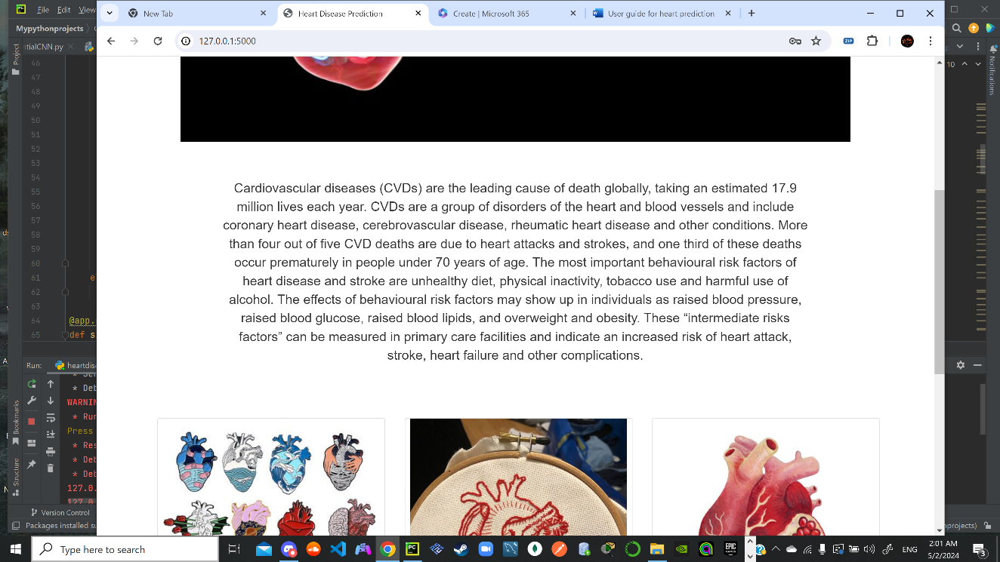 File Edit View
New Tab
Heart Disease Prediction
Create | Microsoft 365
User guide for heart prediction
Mypythonprojects
127.0.0.1:5000
ZIP
Project
ntialCNN.py
10
Notifications
46
47
48
49
50
51
52
53
54
55
56
57
58
59
60
61
62
63
64 @app.
65 def s
Cardiovascular diseases (CVDs) are the leading cause of death globally, taking an estimated 17.9
million lives each year. CVDs are a group of disorders of the heart and blood vessels and include
coronary heart disease, cerebrovascular disease, rheumatic heart disease and other conditions. More
than four out of five CVD deaths are due to heart attacks and strokes, and one third of these deaths
occur prematurely in people under 70 years of age. The most important behavioural risk factors of
heart disease and stroke are unhealthy diet, physical inactivity, tobacco use and harmful use of
alcohol. The effects of behavioural risk factors may show up in individuals as raised blood pressure,
raised blood glucose, raised blood lipids, and overweight and obesity. These “intermediate risks
factors” can be measured in primary care facilities and indicate an increased risk of heart attack,
stroke, heart failure and other complications.
Run: heartdise
* Deb
WARNIN
* Run
Press
* Res
* Deb
* Deb
127.0.
127.0
Bookmarks
Structure
Version Control
Packages installed su
nprojects)
Type here to search
PC
EPIC GAMES
ENG
2:01 AM
5/2/2024
3